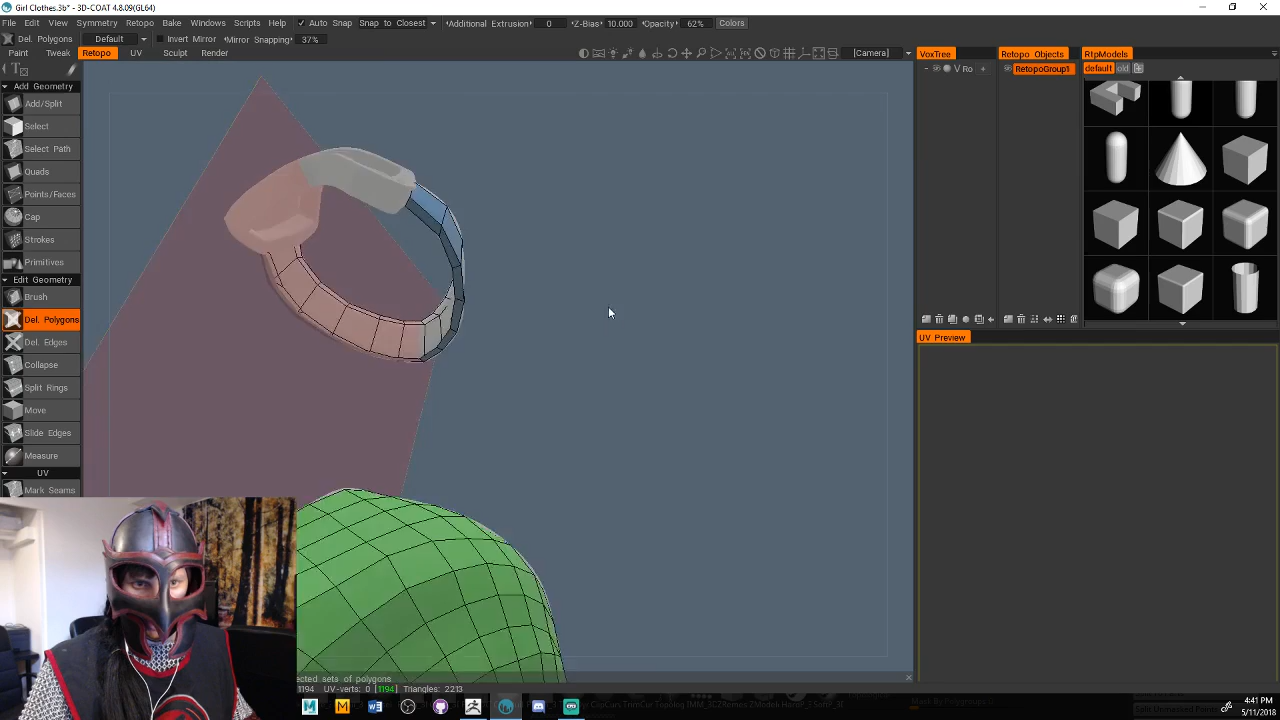 Girl Clothes.3b* - 3D-COAT 4.8.09(GL64)
File Edit View Symmetry Retopo Bake Windows Scripts Help Auto Snap Snap to Closest Additional Extrusion 0 Z-Bias 10.000 Opacity 62% Colors
Del. Polygons Default Mirror Snapping 37% Invert Mirror
Paint Tweak Retopo UV Sculpt Render [Camera]
VoxTree Retopo Objects RtpModels
V Ro + RetopoGroup1 default old
Add Geometry
Add/Split
Select
Select Path
Quads
Points/Faces
Cap
Strokes
Primitives
Edit Geometry
Brush
Del. Polygons
Del. Edges
Collapse
Split Rings
Move
Slide Edges
Measure
UV
Mark Seams
UV Preview
ected sets of polygons
1194 UV-verts: 0 [1194] Triangles: 2213
4:41 PM
5/11/2018